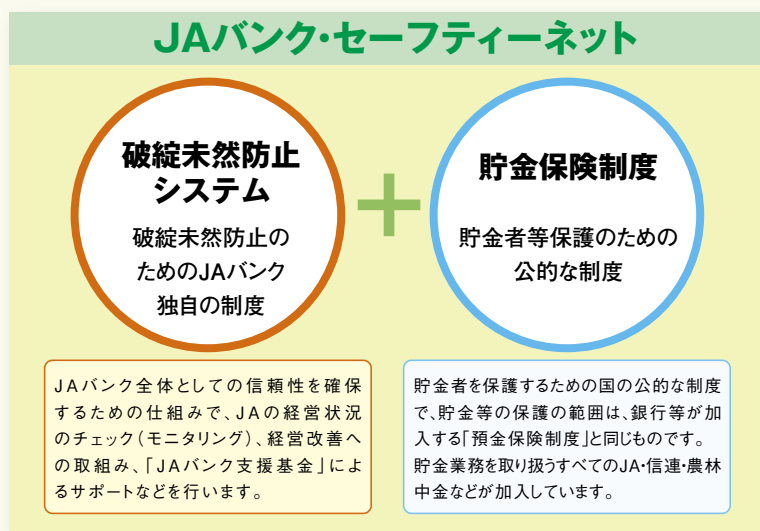 JAバンク・セーフティーネット
破綻未然防止
システム
破綻未然防止の
ためのJAバンク
独自の制度
+
貯金保険制度
貯金者等保護のための
公的な制度
JAバンク全体としての信頼性を確保
するための仕組みで、JAの経営状況
のチェック(モニタリング)、経営改善へ
の取組み、「JAバンク支援基金」によ
るサポートなどを行います。
貯金者を保護するための国の公的な制度
で、貯金等の保護の範囲は、銀行等が加
入する「預金保険制度」と同じものです。
貯金業務を取り扱うすべてのJA・信連・農林
中金などが加入しています。